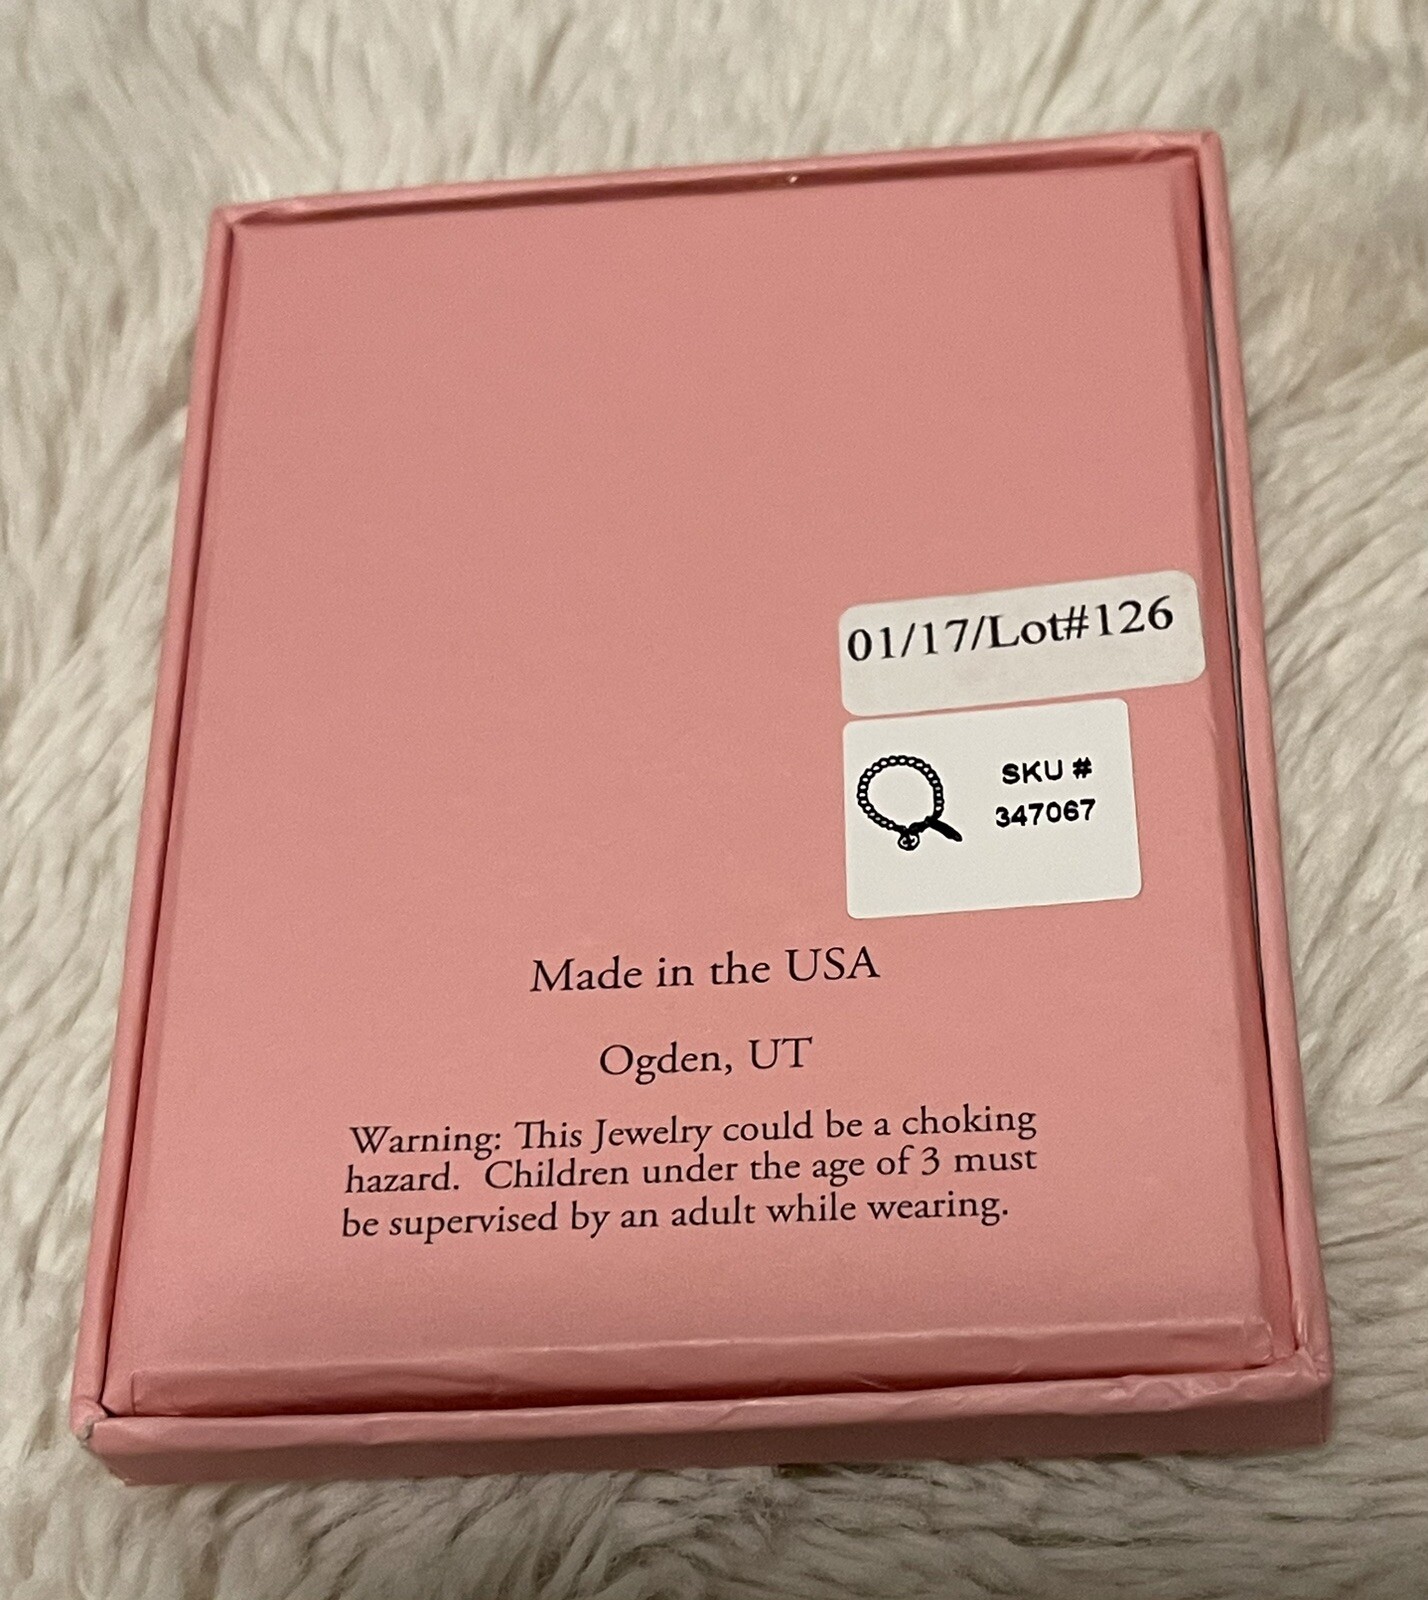 01/17/Lot#126
SKU #
347067
Made in the USA
Ogden, UT
Warning: This Jewelry could be a choking
hazard.  Children under the age of 3 must
be supervised by an adult while wearing.